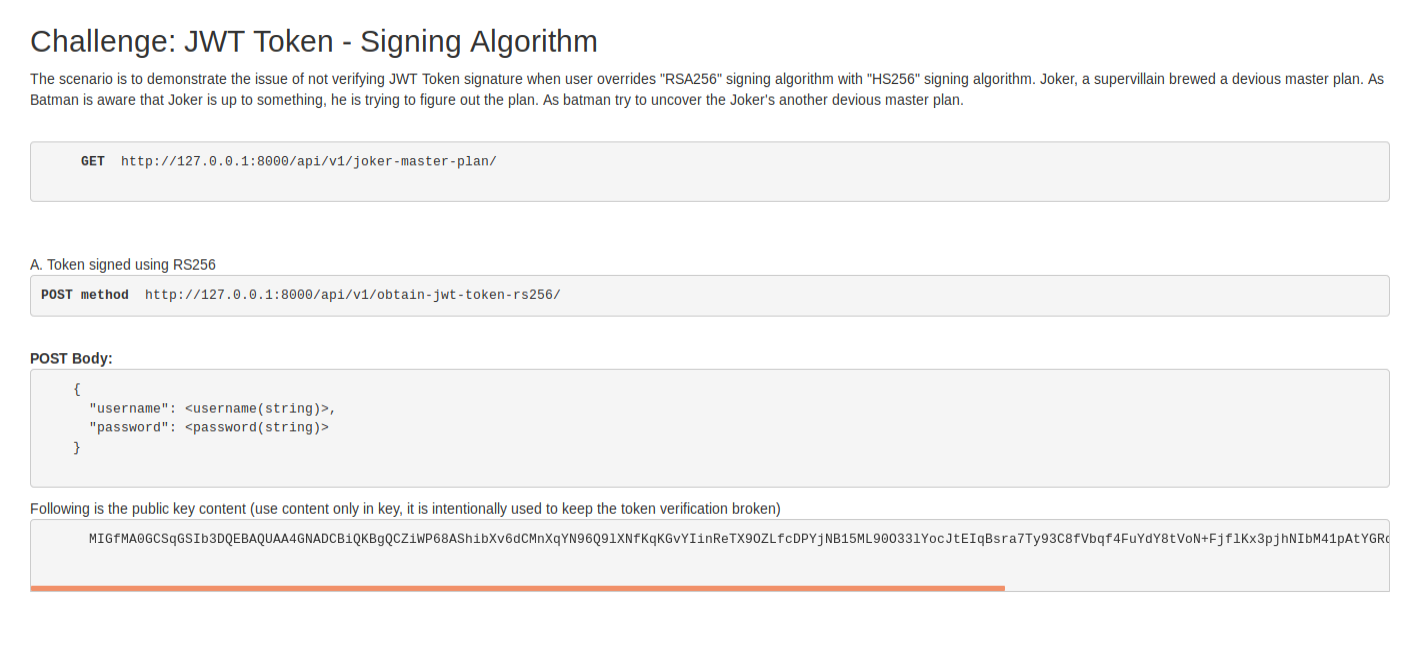 Challenge: JWT Token - Signing Algorithm
The scenario is to demonstrate the issue of not verifying JWT Token signature when user overrides "RSA256" signing algorithm with "HS256" signing algorithm. Joker, a supervillain brewed a devious master plan. As
Batman is aware that Joker is up to something, he is trying to figure out the plan. As batman try to uncover the Joker's another devious master plan.
GET http://127.0.0.1:8000/api/v1/joker-master-plan/
A. Token signed using RS256
POST method http://127.0.0.1:8000/api/v1/obtain-jwt-token-rs256/
POST Body:
{
"username": <username(string)>,
"password": <password(string)>
}
Following is the public key content (use content only in key, it is intentionally used to keep the token verification broken)
MIGfMA0GCSqGSIb3DQEBAQUAA4GNADCBiQKBgQCZiWP68AShibXv6dCMnXqYN96Q9lXNfKqKGvYIinReTX9OZLfcDPYjNB15ML90O33lYocJtEIqBsra7Ty93C8fVbqf4FuYdY8tVoN+FjflKx3pjhNIbM41pAtYGR